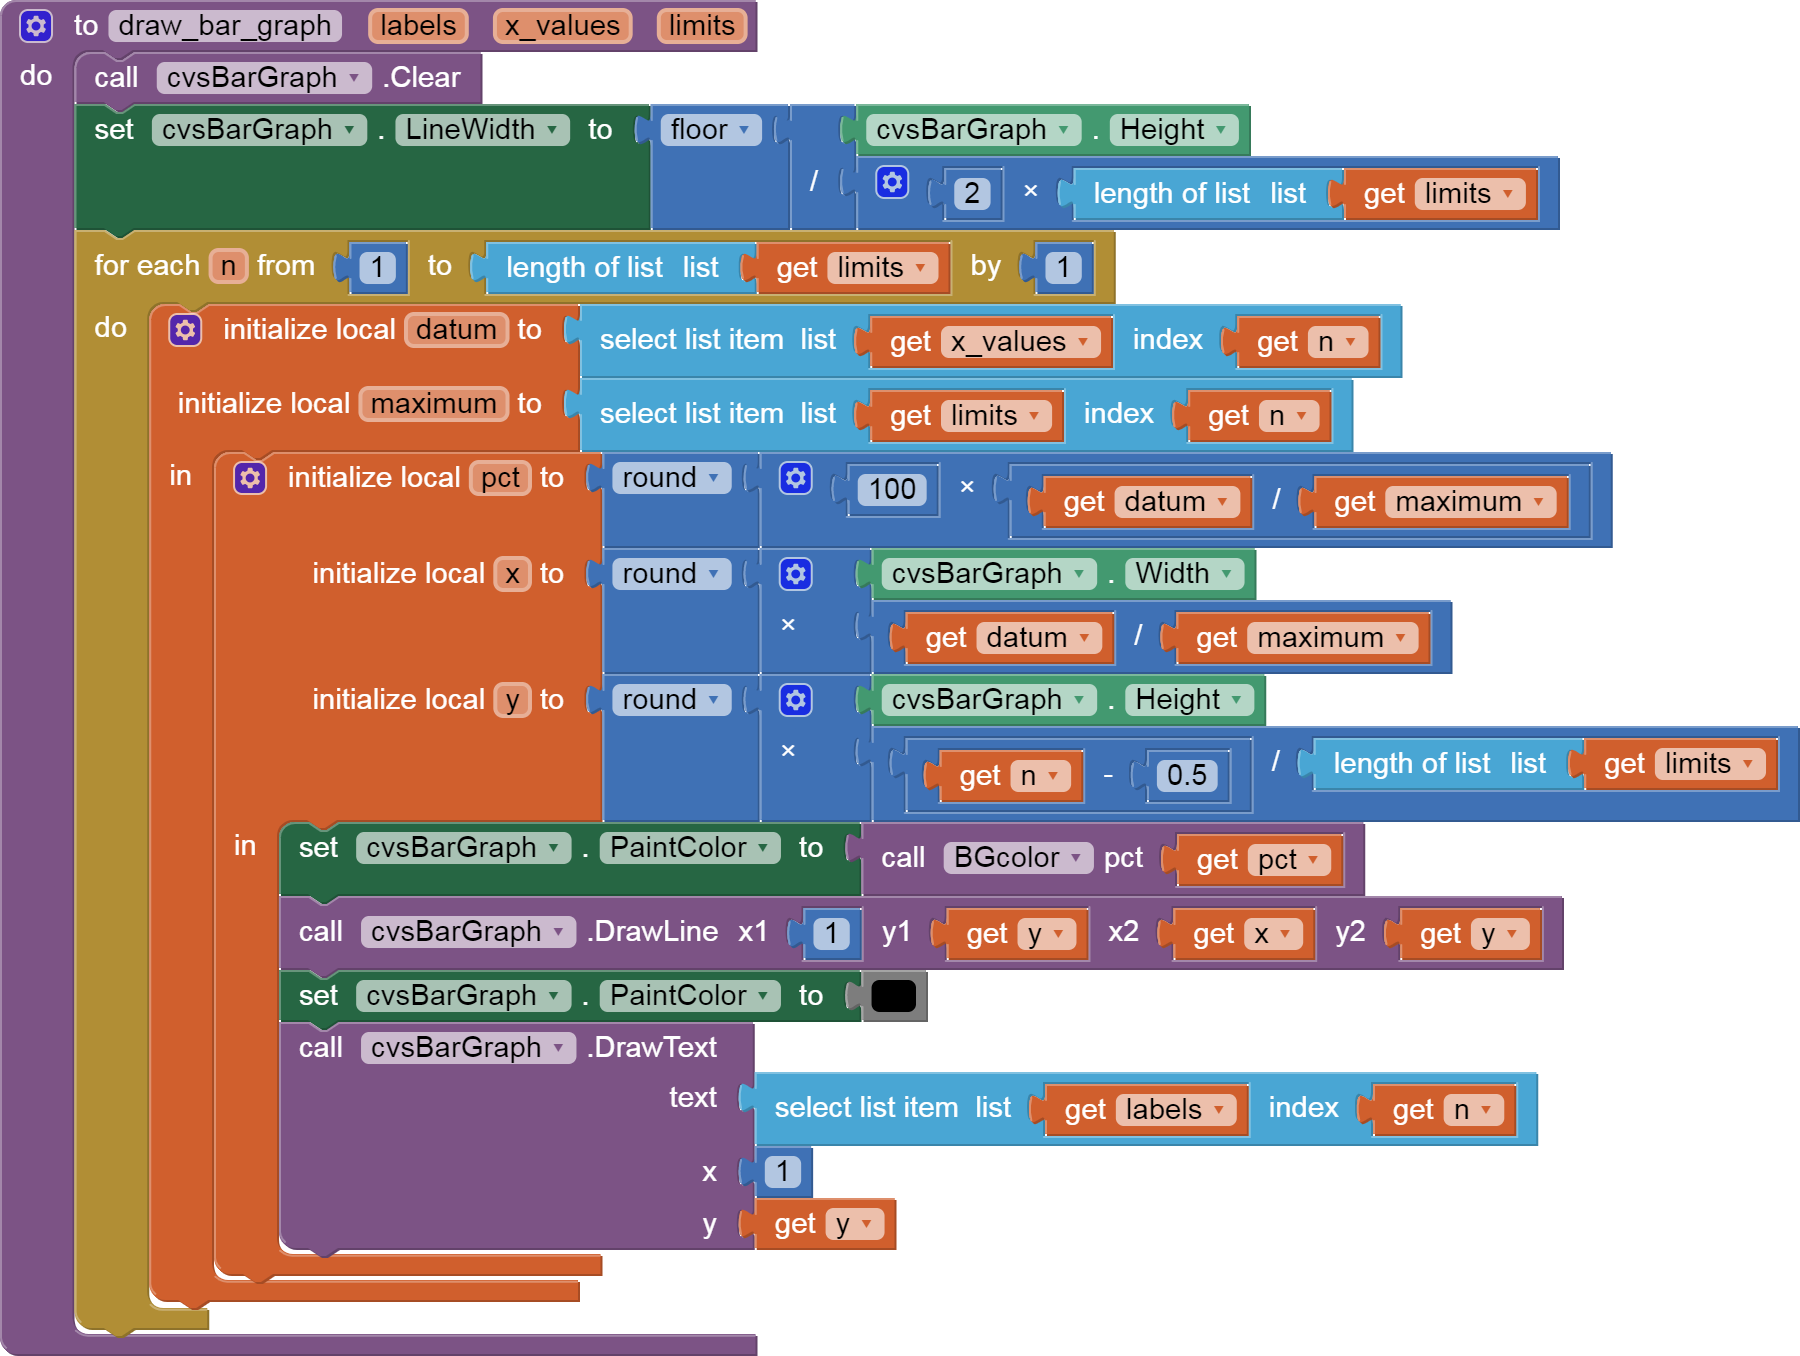 to draw_bar_graph labels x_values limits
do call cvsBarGraph .Clear
set cvsBarGraph . LineWidth to floor cvsBarGraph . Height
/ 2 × length of list list get limits
for each n from 1 to length of list list get limits by 1
do initialize local datum to select list item list get x_values index get n
initialize local maximum to select list item list get limits index get n
in initialize local pct to round 100 × get datum / get maximum
initialize local x to round cvsBarGraph . Width
× get datum / get maximum
initialize local y to round cvsBarGraph . Height
× get n - 0.5 / length of list list get limits
in set cvsBarGraph . PaintColor to call BGcolor pct get pct
call cvsBarGraph .DrawLine x1 1 y1 get y x2 get x y2 get y
set cvsBarGraph . PaintColor to
call cvsBarGraph .DrawText
text select list item list get labels index get n
x 1
y get y